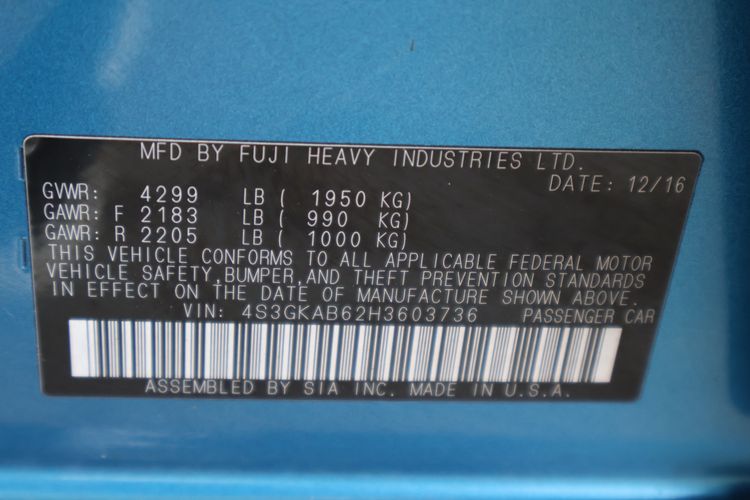 MFD BY FUJI HEAVY INDUSTRIES LTD.
DATE: 12/16
GVWR: 4299 LB ( 1950 KG)
GAWR: F 2183 LB ( 990 KG)
GAWR: R 2205 LB ( 1000 KG)
THIS VEHICLE CONFORMS TO ALL APPLICABLE FEDERAL MOTOR
VEHICLE SAFETY, BUMPER, AND THEFT PREVENTION STANDARDS
IN EFFECT ON THE DATE OF MANUFACTURE SHOWN ABOVE.
VIN: 4S3GKAB62H3603736 PASSENGER CAR
ASSEMBLED BY SIA INC. MADE IN U.S.A.